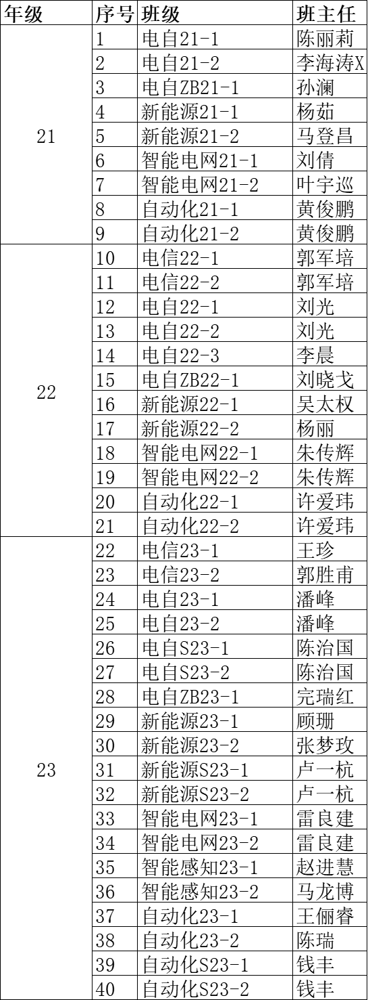 年级 序号 班级 班主任
21
1 电自21-1 陈丽莉
2 电自21-2 李海涛X
3 电自ZB21-1 孙澜
4 新能源21-1 杨茹
5 新能源21-2 马登昌
6 智能电网21-1 刘倩
7 智能电网21-2 叶宇巡
8 自动化21-1 黄俊鹏
9 自动化21-2 黄俊鹏
22
10 电信22-1 郭军培
11 电信22-2 郭军培
12 电自22-1 刘光
13 电自22-2 刘光
14 电自22-3 李晨
15 电自ZB22-1 刘晓戈
16 新能源22-1 吴太权
17 新能源22-2 杨丽
18 智能电网22-1 朱传辉
19 智能电网22-2 朱传辉
20 自动化22-1 许爱玮
21 自动化22-2 许爱玮
23
22 电信23-1 王珍
23 电信23-2 郭胜甫
24 电自23-1 潘峰
25 电自23-2 潘峰
26 电自S23-1 陈治国
27 电自S23-2 陈治国
28 电自ZB23-1 完瑞红
29 新能源23-1 顾珊
30 新能源23-2 张梦玫
31 新能源S23-1 卢一杭
32 新能源S23-2 卢一杭
33 智能电网23-1 雷良建
34 智能电网23-2 雷良建
35 智能感知23-1 赵进慧
36 智能感知23-2 马龙博
37 自动化23-1 王俪睿
38 自动化23-2 陈瑞
39 自动化S23-1 钱丰
40 自动化S23-2 钱丰